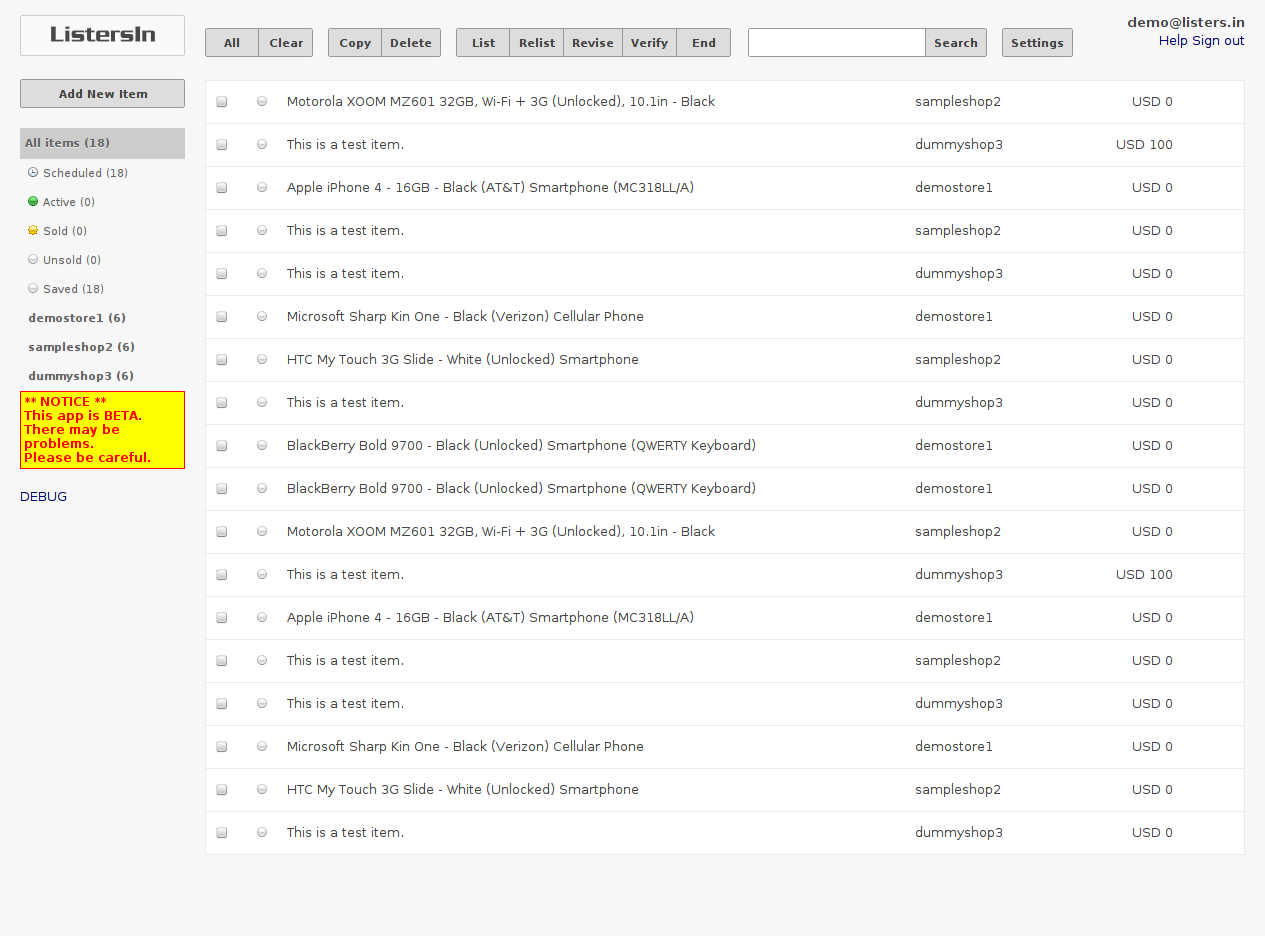 ListersIn
All Clear Copy Delete List Relist Revise Verify End Search Settings
demo@listers.in
Help Sign out
Add New Item
All items (18)
Scheduled (18)
Active (0)
Sold (0)
Unsold (0)
Saved (18)
demostore1 (6)
sampleshop2 (6)
dummyshop3 (6)
** NOTICE **
This app is BETA.
There may be
problems.
Please be careful.
DEBUG
Motorola XOOM MZ601 32GB, Wi-Fi + 3G (Unlocked), 10.1in - Black sampleshop2 USD 0
This is a test item. dummyshop3 USD 100
Apple iPhone 4 - 16GB - Black (AT&T) Smartphone (MC318LL/A) demostore1 USD 0
This is a test item. sampleshop2 USD 0
This is a test item. dummyshop3 USD 0
Microsoft Sharp Kin One - Black (Verizon) Cellular Phone demostore1 USD 0
HTC My Touch 3G Slide - White (Unlocked) Smartphone sampleshop2 USD 0
This is a test item. dummyshop3 USD 0
BlackBerry Bold 9700 - Black (Unlocked) Smartphone (QWERTY Keyboard) demostore1 USD 0
BlackBerry Bold 9700 - Black (Unlocked) Smartphone (QWERTY Keyboard) demostore1 USD 0
Motorola XOOM MZ601 32GB, Wi-Fi + 3G (Unlocked), 10.1in - Black sampleshop2 USD 0
This is a test item. dummyshop3 USD 100
Apple iPhone 4 - 16GB - Black (AT&T) Smartphone (MC318LL/A) demostore1 USD 0
This is a test item. sampleshop2 USD 0
This is a test item. dummyshop3 USD 0
Microsoft Sharp Kin One - Black (Verizon) Cellular Phone demostore1 USD 0
HTC My Touch 3G Slide - White (Unlocked) Smartphone sampleshop2 USD 0
This is a test item. dummyshop3 USD 0